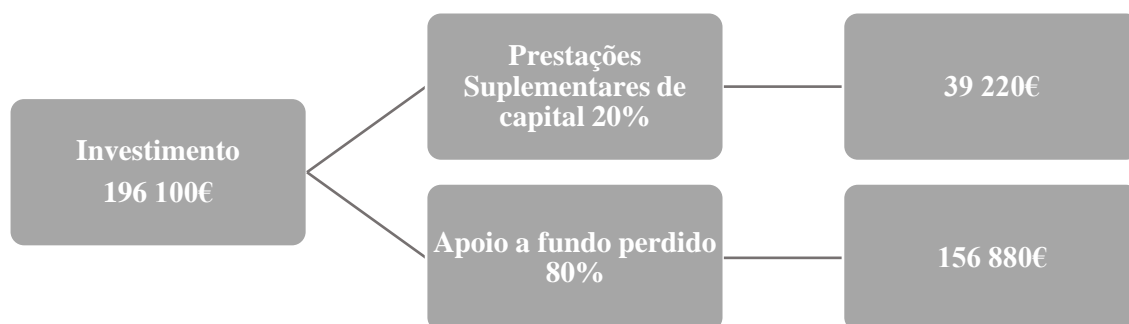 Investimento
196 100€
Prestações
Suplementares de
capital 20%
39 220€
Apoio a fundo perdido
80%
156 880€